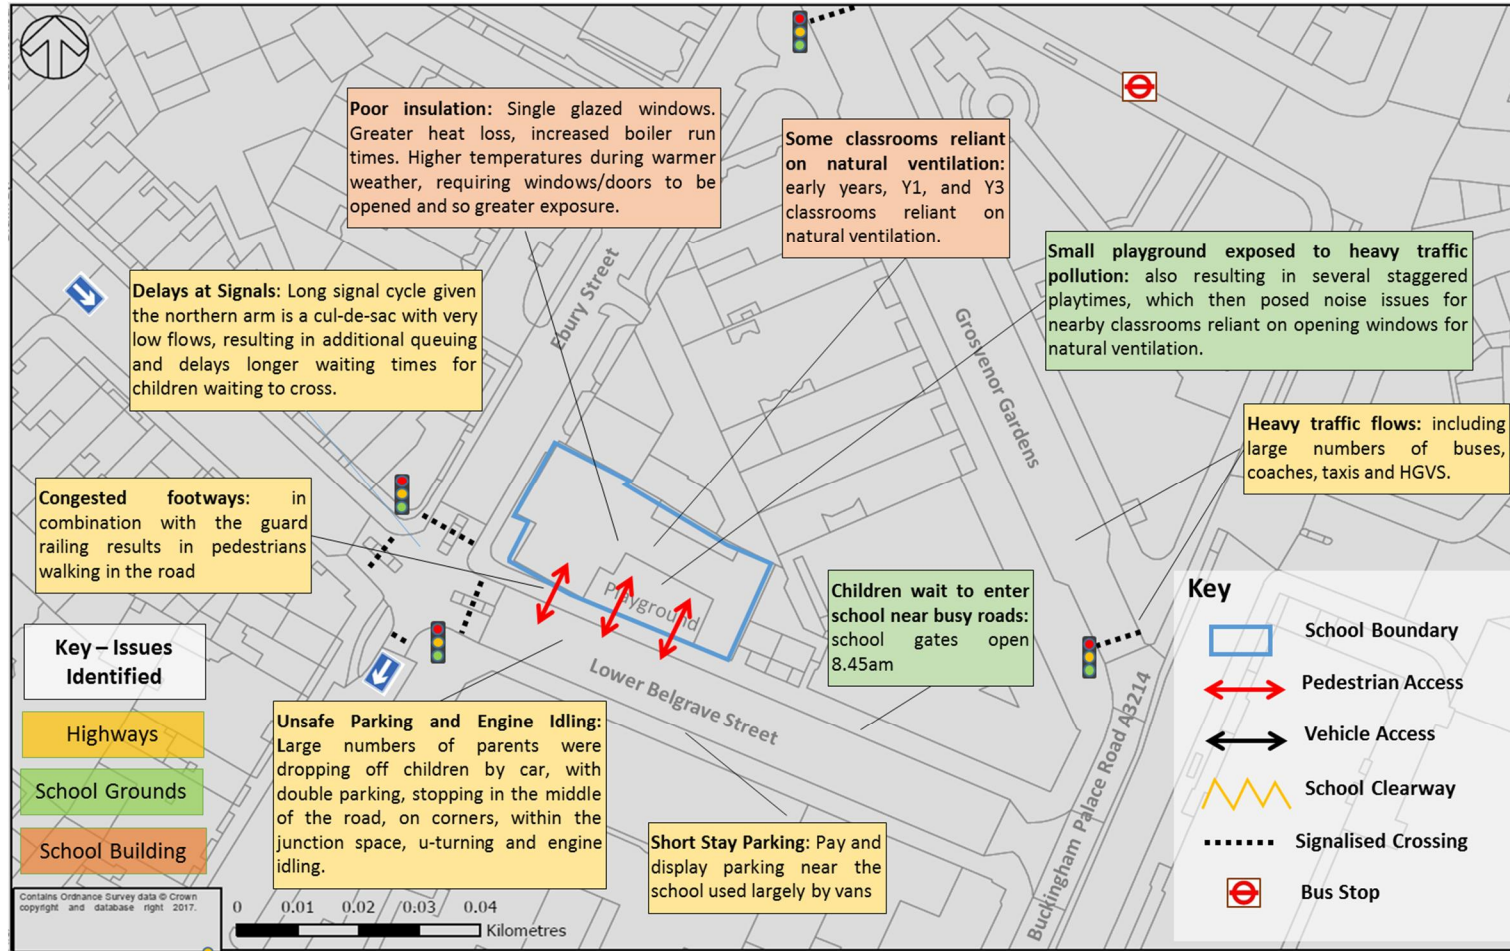 Poor insulation: Single glazed windows.
Greater heat loss, increased boiler run
times. Higher temperatures during warmer
weather, requiring windows/doors to be
opened and so greater exposure.
Some classrooms reliant
on natural ventilation:
early years, Y1, and Y3
classrooms reliant on
natural ventilation.
Small playground exposed to heavy traffic
pollution: also resulting in several staggered
playtimes, which then posed noise issues for
nearby classrooms reliant on opening windows for
natural ventilation.
Delays at Signals: Long signal cycle given
the northern arm is a cul-de-sac with very
low flows, resulting in additional queuing
and delays longer waiting times for
children waiting to cross.
Ebury Street
Grosvenor Gardens
Heavy traffic flows: including
large numbers of buses,
coaches, taxis and HGVS.
Congested footways: in
combination with the guard
railing results in pedestrians
walking in the road
Playground
Children wait to enter
school near busy roads:
school gates open
8.45am
Lower Belgrave Street
Buckingham Palace Road A3214
Unsafe Parking and Engine Idling:
Large numbers of parents were
dropping off children by car, with
double parking, stopping in the middle
of the road, on corners, within the
junction space, u-turning and engine
idling.
Short Stay Parking: Pay and
display parking near the
school used largely by vans
Key – Issues
Identified
Highways
School Grounds
School Building
Key
School Boundary
Pedestrian Access
Vehicle Access
School Clearway
Signalised Crossing
Bus Stop
Contains Ordnance Survey data © Crown
copyright and database right 2017.
0 0.01 0.02 0.03 0.04
Kilometres